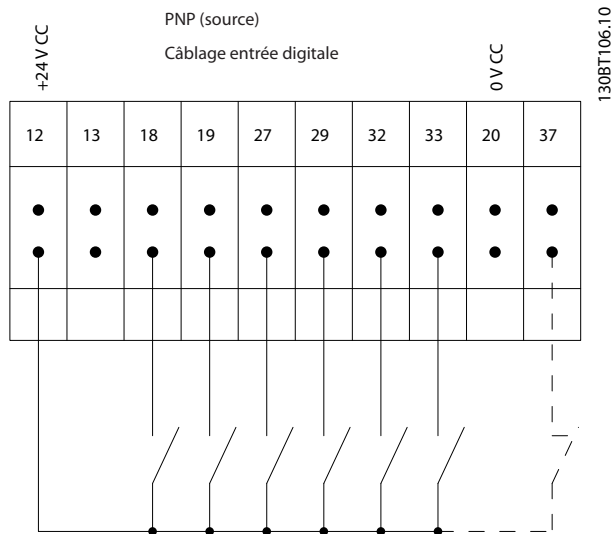 PNP (source)
Câblage entrée digitale
+24 V CC
0 V CC
130BT106.10
12 13 18 19 27 29 32 33 20 37